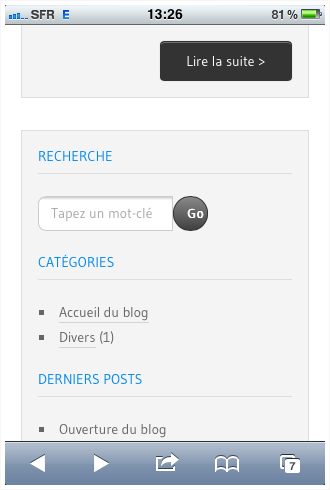 SFR E 13:26 81 %
Lire la suite >
RECHERCHE
Tapez un mot-clé Go
CATÉGORIES
Accueil du blog
Divers (1)
DERNIERS POSTS
Ouverture du blog
7